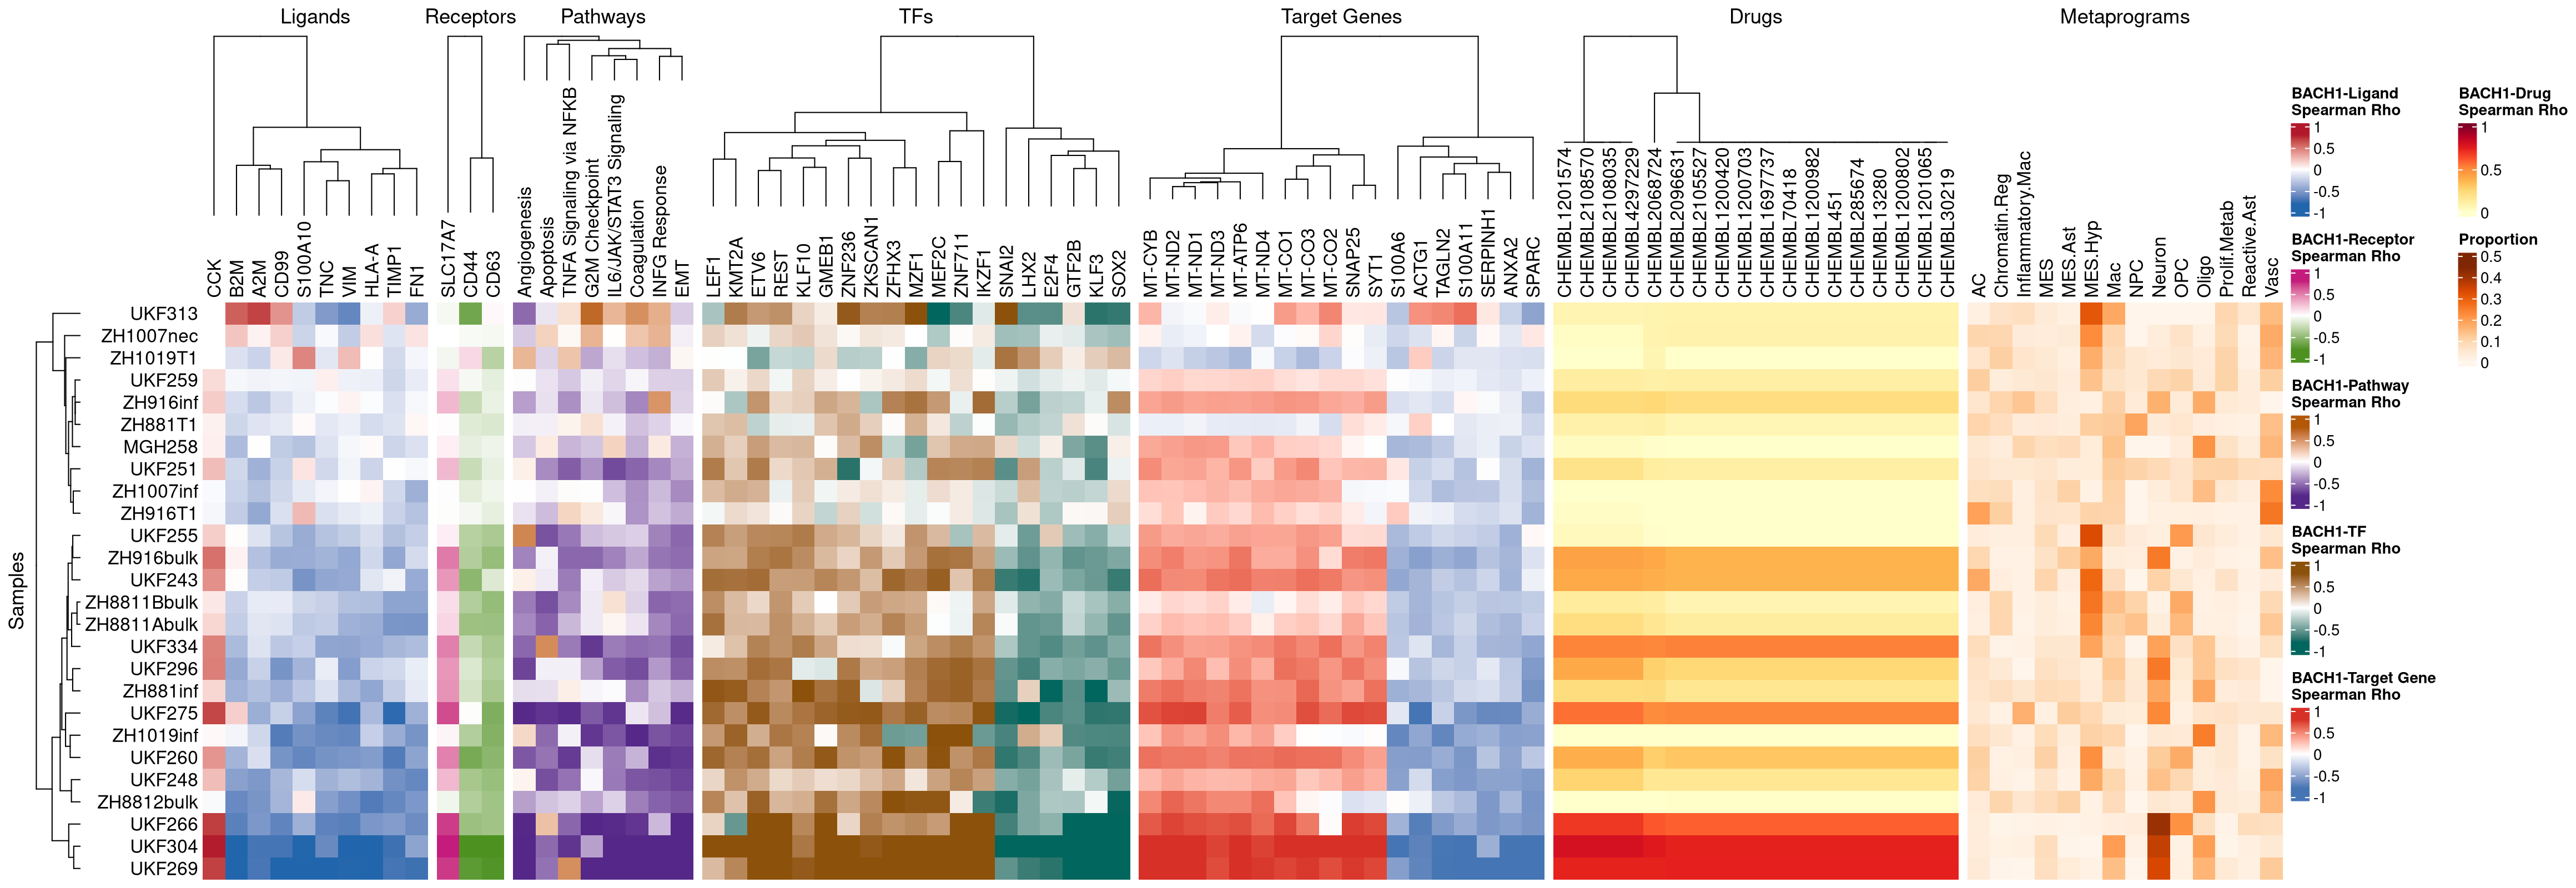 Ligands
Receptors
Pathways
TFs
Target Genes
Drugs
Metaprograms
CCK
B2M
A2M
CD99
S100A10
TNC
VIM
HLA-A
TIMP1
FN1
SLC17A7
CD44
CD63
Angiogenesis
Apoptosis
TNFA Signaling via NFKB
G2M Checkpoint
IL6/JAK/STAT3 Signaling
Coagulation
INFG Response
EMT
LEF1
KMT2A
ETV6
REST
KLF10
GMEB1
ZNF236
ZKSCAN1
ZFHX3
MZF1
MEF2C
ZNF711
IKZF1
SNAI2
LHX2
E2F4
GTF2B
KLF3
SOX2
MT-CYB
MT-ND2
MT-ND1
MT-ND3
MT-ATP6
MT-ND4
MT-CO1
MT-CO3
MT-CO2
SNAP25
SYT1
S100A6
ACTG1
TAGLN2
S100A11
SERPINH1
ANXA2
SPARC
CHEMBL1201574
CHEMBL2108570
CHEMBL2108035
CHEMBL4297229
CHEMBL2068724
CHEMBL2096631
CHEMBL2105527
CHEMBL1200420
CHEMBL1200703
CHEMBL1697737
CHEMBL70418
CHEMBL1200982
CHEMBL451
CHEMBL285674
CHEMBL13280
CHEMBL1200802
CHEMBL1201065
CHEMBL30219
AC
Chromatin.Reg
Inflammatory.Mac
MES
MES.Ast
MES.Hyp
Mac
NPC
Neuron
OPC
Oligo
Prolif.Metab
Reactive.Ast
Vasc
Samples
UKF313
ZH1007nec
ZH1019T1
UKF259
ZH916inf
ZH881T1
MGH258
UKF251
ZH1007inf
ZH916T1
UKF255
ZH916bulk
UKF243
ZH8811Bbulk
ZH8811Abulk
UKF334
UKF296
ZH881inf
UKF275
ZH1019inf
UKF260
UKF248
ZH8812bulk
UKF266
UKF304
UKF269
BACH1-Ligand
Spearman Rho
1
0.5
0
-0.5
-1
BACH1-Receptor
Spearman Rho
1
0.5
0
-0.5
-1
BACH1-Pathway
Spearman Rho
1
0.5
0
-0.5
-1
BACH1-TF
Spearman Rho
1
0.5
0
-0.5
-1
BACH1-Target Gene
Spearman Rho
1
0.5
0
-0.5
-1
BACH1-Drug
Spearman Rho
1
0.5
0
Proportion
0.5
0.4
0.3
0.2
0.1
0